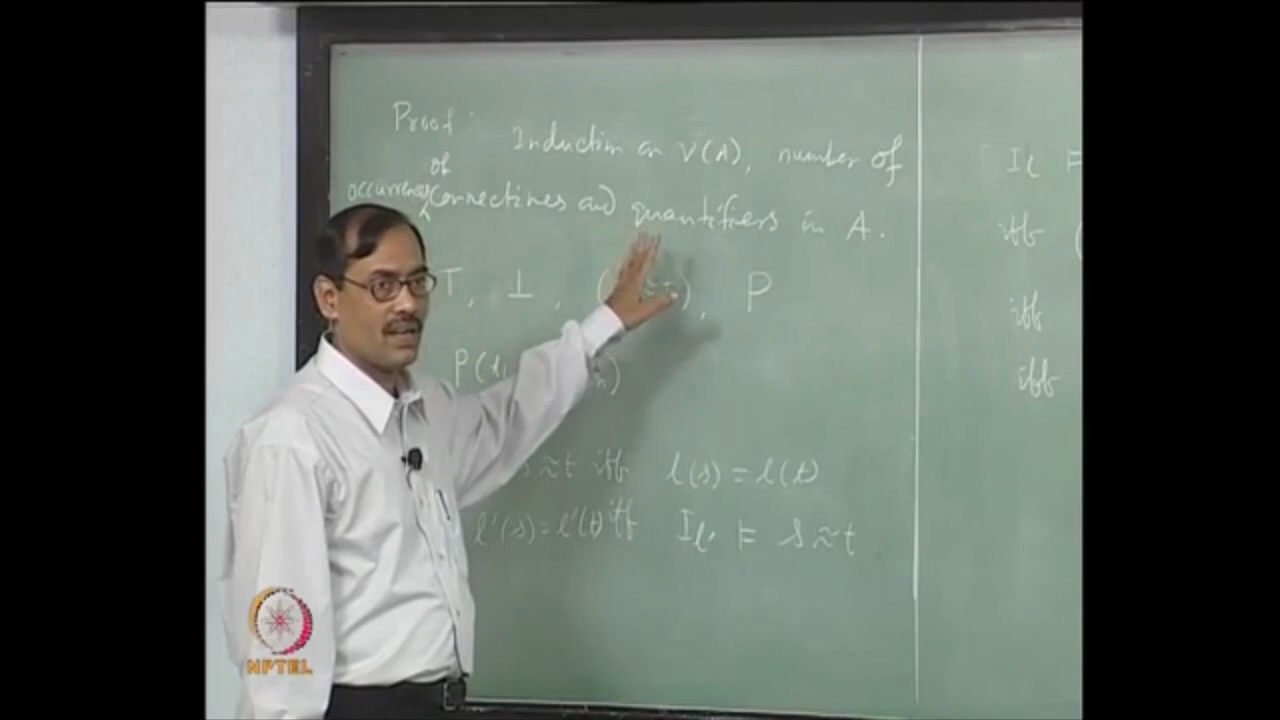 Proof: Induction on ν(A), number of
occurrences of connectives and quantifiers in A.
⊤, ⊥, (s≈t), P
P(t₁
s≈t iff l(s) = l(t)
l'(s) = l'(t) iff I_l' ⊨ s≈t
I_l ⊨
iff (
iff
iff
NPTEL